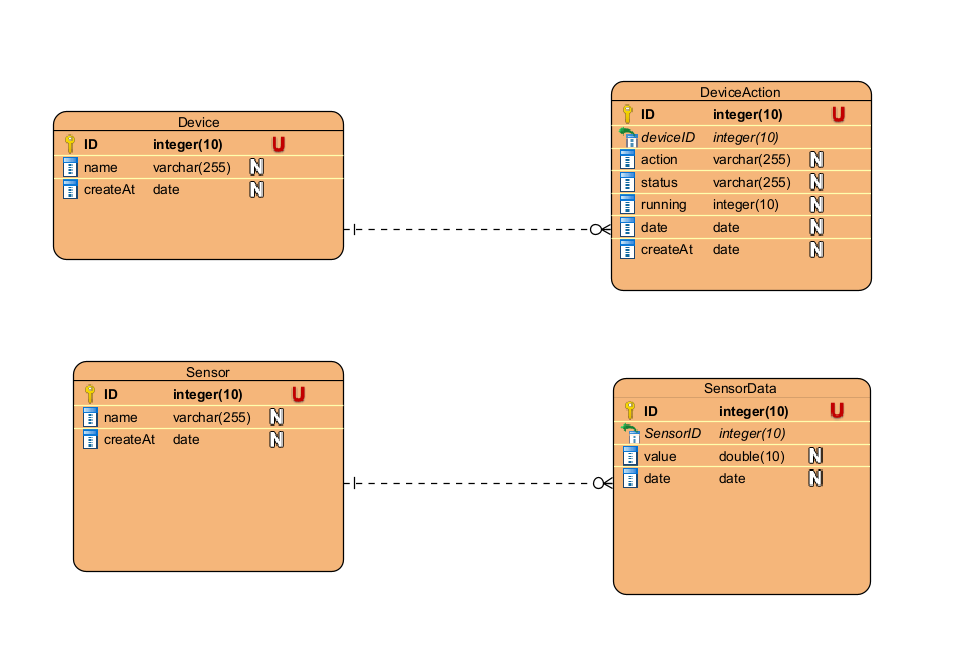 Device
ID integer(10) U
name varchar(255) N
createAt date N
DeviceAction
ID integer(10) U
deviceID integer(10)
action varchar(255) N
status varchar(255) N
running integer(10) N
date date N
createAt date N
Sensor
ID integer(10) U
name varchar(255) N
createAt date N
SensorData
ID integer(10) U
SensorID integer(10)
value double(10) N
date date N